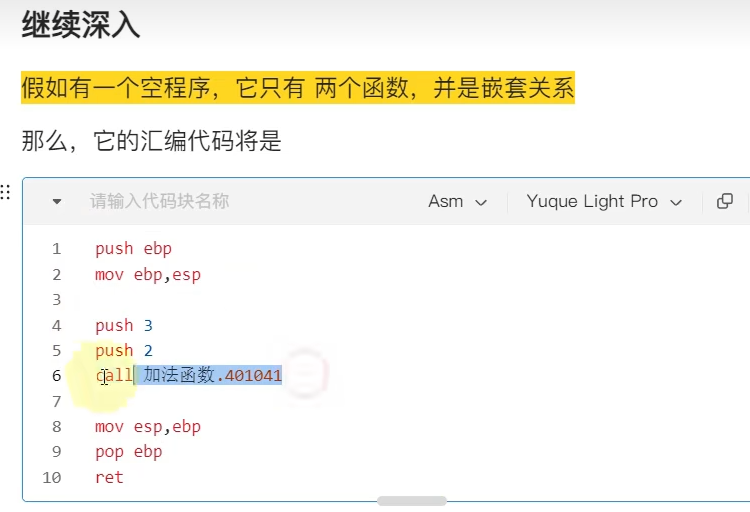 继续深入
假如有一个空程序，它只有 两个函数，并是嵌套关系
那么，它的汇编代码将是
请输入代码块名称 Asm Yuque Light Pro
1 push ebp
2 mov ebp,esp
3
4 push 3
5 push 2
6 call 加法函数.401041
7
8 mov esp,ebp
9 pop ebp
10 ret